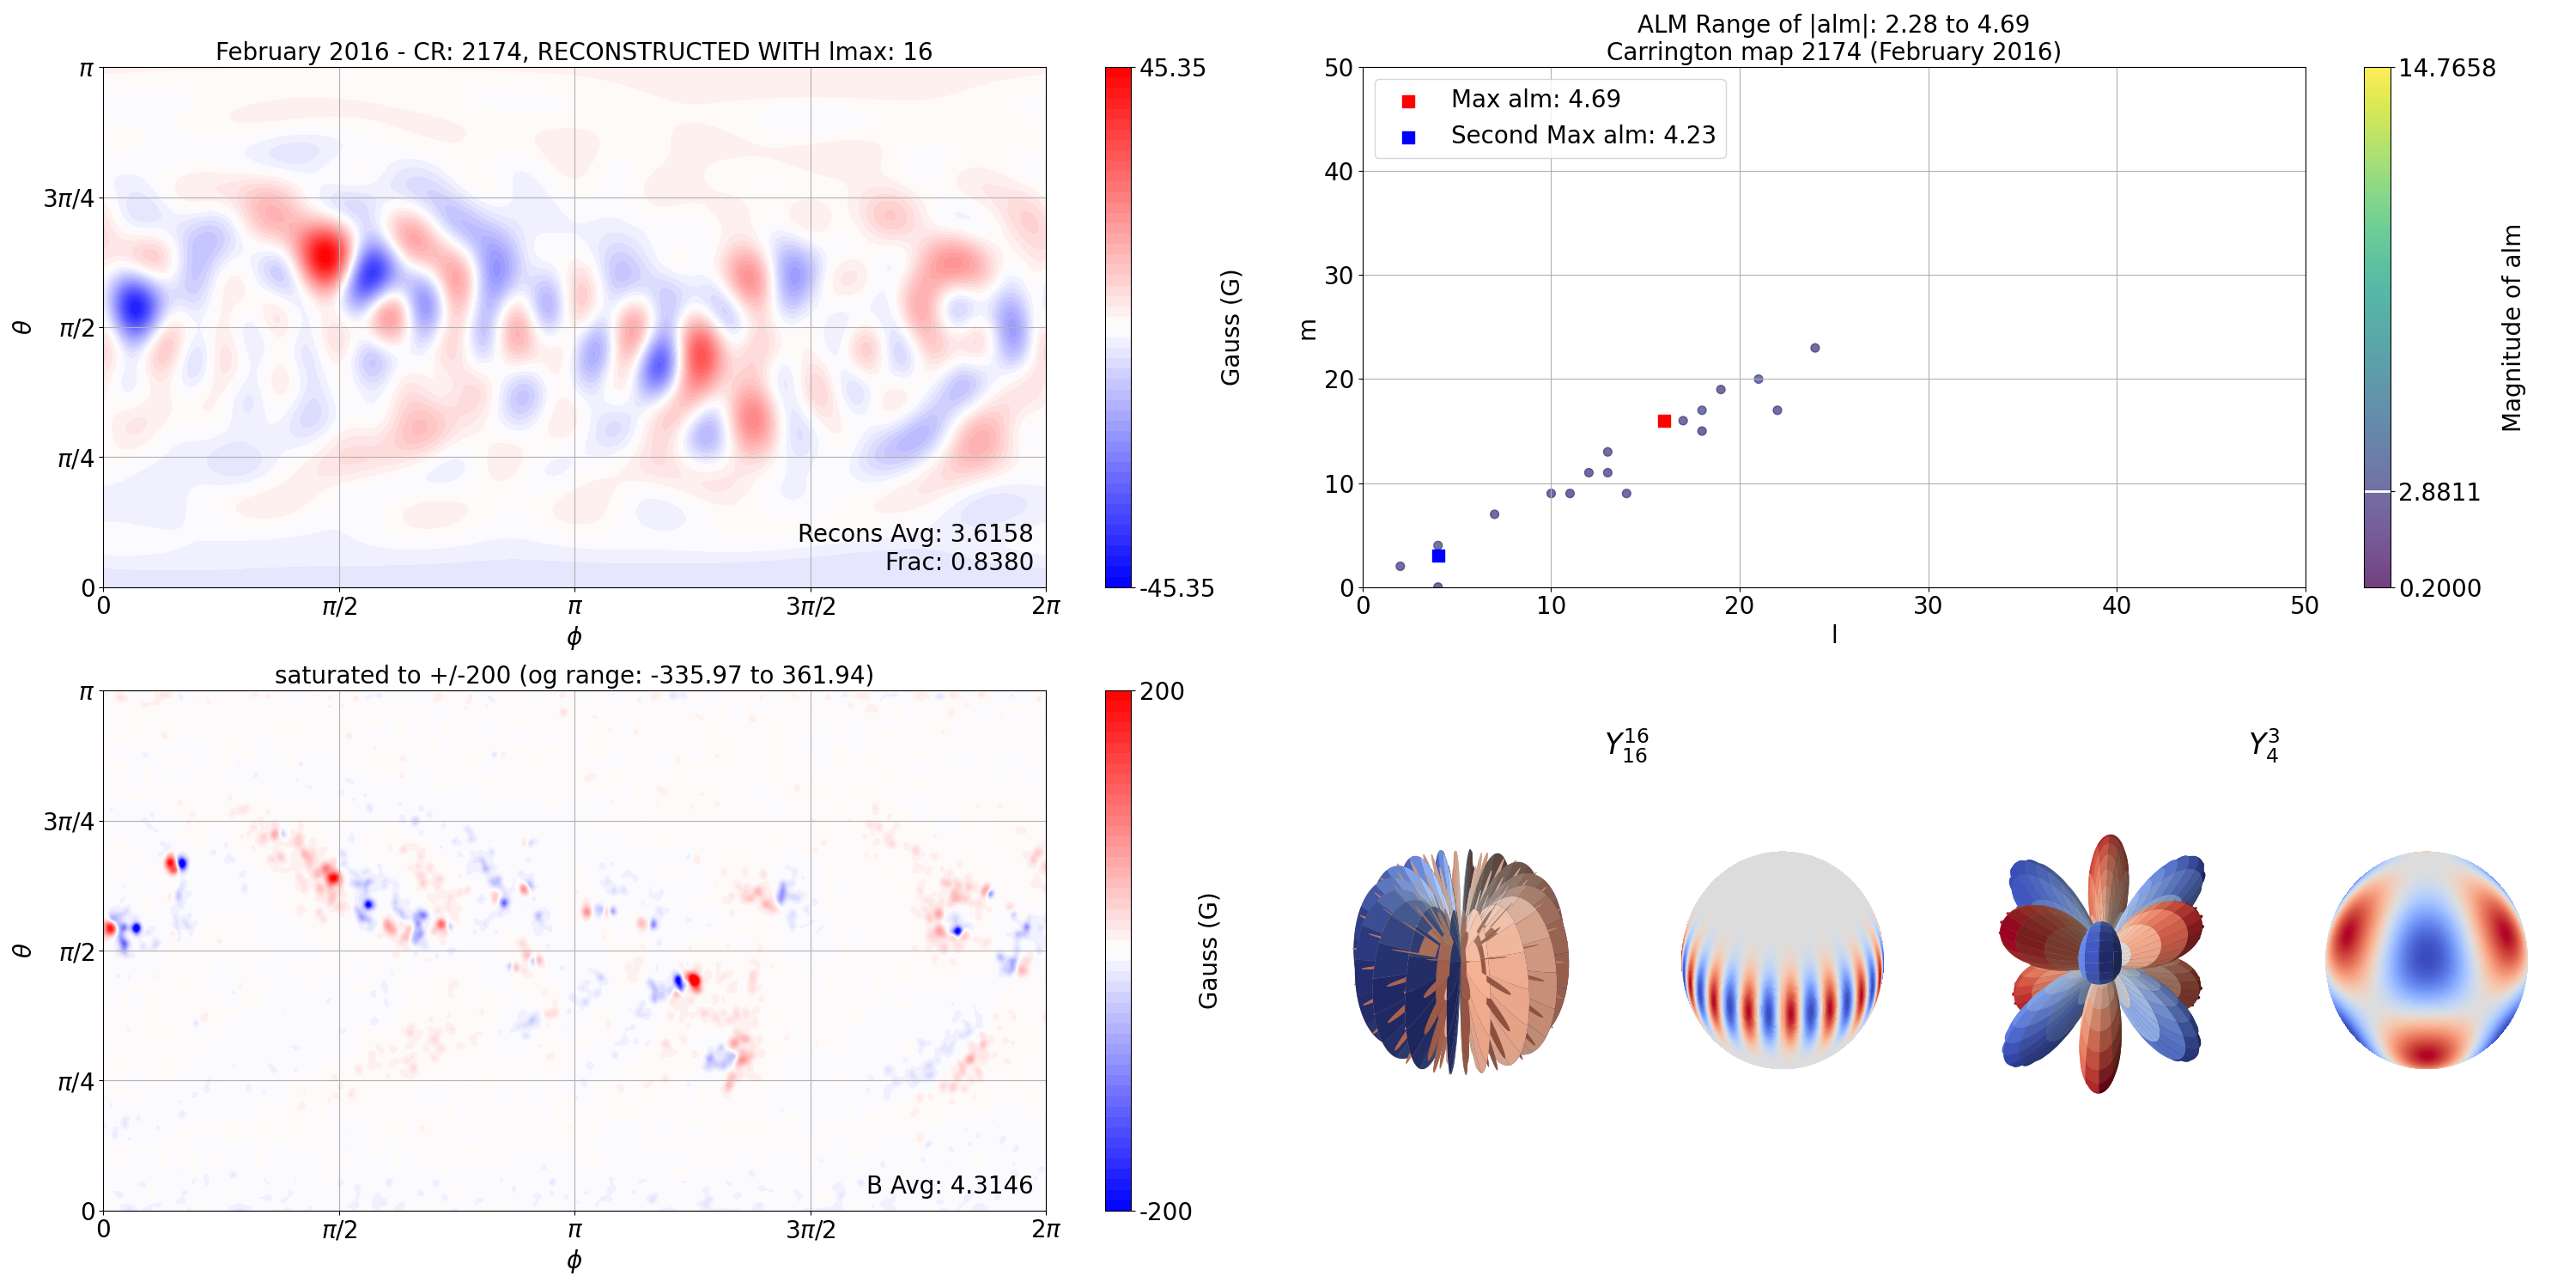 February 2016 - CR: 2174, RECONSTRUCTED WITH lmax: 16
π
3π/4
π/2
π/4
0
θ
0
π/2
π
3π/2
2π
ϕ
Recons Avg: 3.6158
Frac: 0.8380
45.35
-45.35
Gauss (G)
ALM Range of |alm|: 2.28 to 4.69
Carrington map 2174 (February 2016)
Max alm: 4.69
Second Max alm: 4.23
50
40
30
20
10
0
m
0
10
20
30
40
50
l
14.7658
2.8811
0.2000
Magnitude of alm
saturated to +/-200 (og range: -335.97 to 361.94)
π
3π/4
π/2
π/4
0
θ
0
π/2
π
3π/2
2π
ϕ
B Avg: 4.3146
200
-200
Gauss (G)
Y_{16}^{16}
Y_4^3